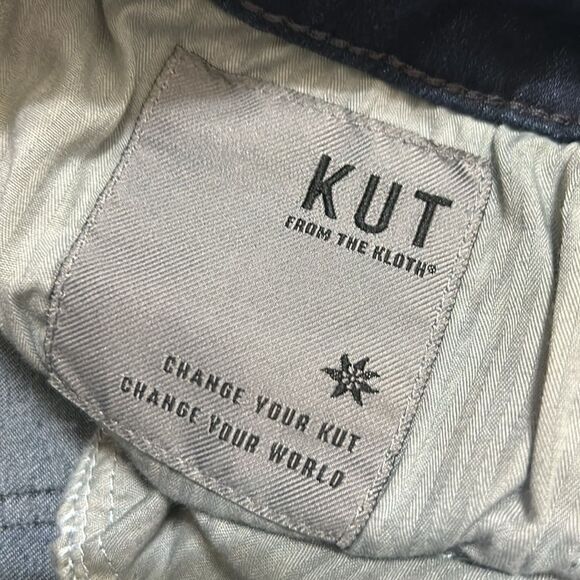 KUT
FROM THE KLOTH®
CHANGE YOUR KUT
CHANGE YOUR WORLD